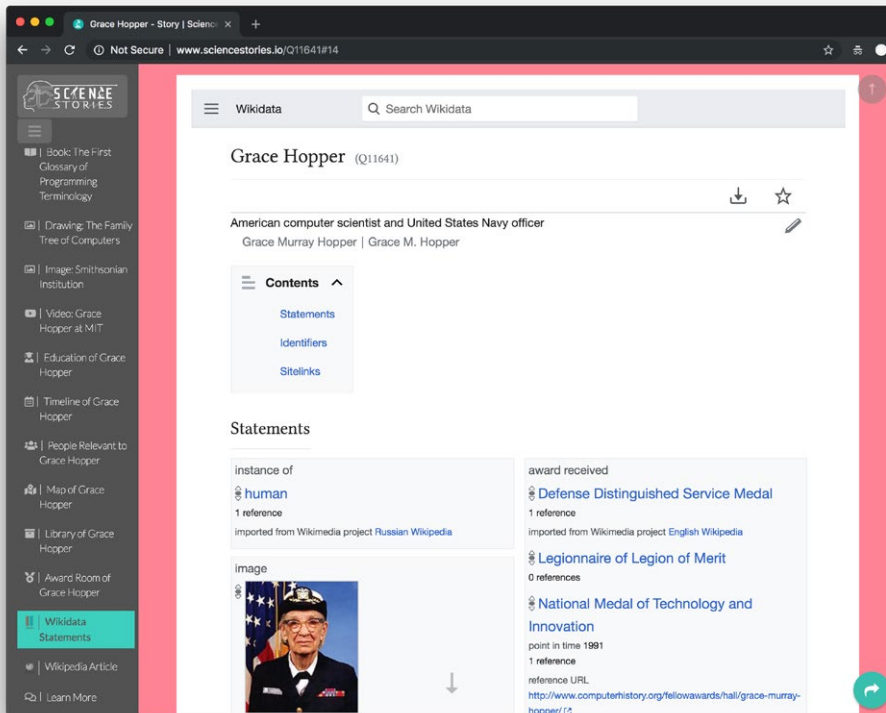 Grace Hopper - Story | Science
Not Secure | www.sciencestories.io/Q11641#14
SCIENCE
STORIES
Book: The First
Glossary of
Programming
Terminology
Drawing: The Family
Tree of Computers
Image: Smithsonian
Institution
Video: Grace
Hopper at MIT
Education of Grace
Hopper
Timeline of Grace
Hopper
People Relevant to
Grace Hopper
Map of Grace
Hopper
Library of Grace
Hopper
Award Room of
Grace Hopper
Wikidata
Statements
Wikipedia Article
Learn More
Wikidata
Search Wikidata
Grace Hopper (Q11641)
American computer scientist and United States Navy officer
Grace Murray Hopper | Grace M. Hopper
Contents
Statements
Identifiers
Sitelinks
Statements
instance of
human
1 reference
imported from Wikimedia project Russian Wikipedia
image
award received
Defense Distinguished Service Medal
1 reference
imported from Wikimedia project English Wikipedia
Legionnaire of Legion of Merit
0 references
National Medal of Technology and
Innovation
point in time 1991
1 reference
reference URL
http://www.computerhistory.org/fellowawards/hall/grace-murray-
hopper/